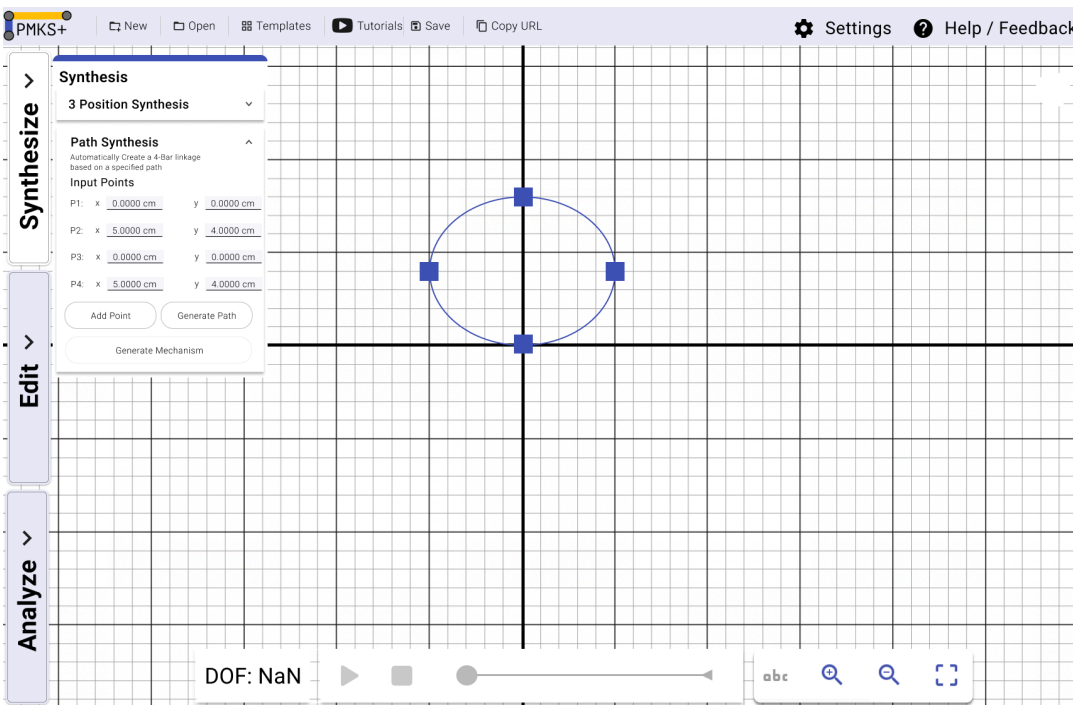 PMKS+ New Open Templates Tutorials Save Copy URL Settings Help / Feedback
Synthesize
Edit
Analyze
Synthesis
3 Position Synthesis
Path Synthesis
Automatically Create a 4-Bar linkage
based on a specified path
Input Points
P1: x 0.0000 cm y 0.0000 cm
P2: x 5.0000 cm y 4.0000 cm
P3: x 0.0000 cm y 0.0000 cm
P4: x 5.0000 cm y 4.0000 cm
Add Point Generate Path
Generate Mechanism
DOF: NaN abc